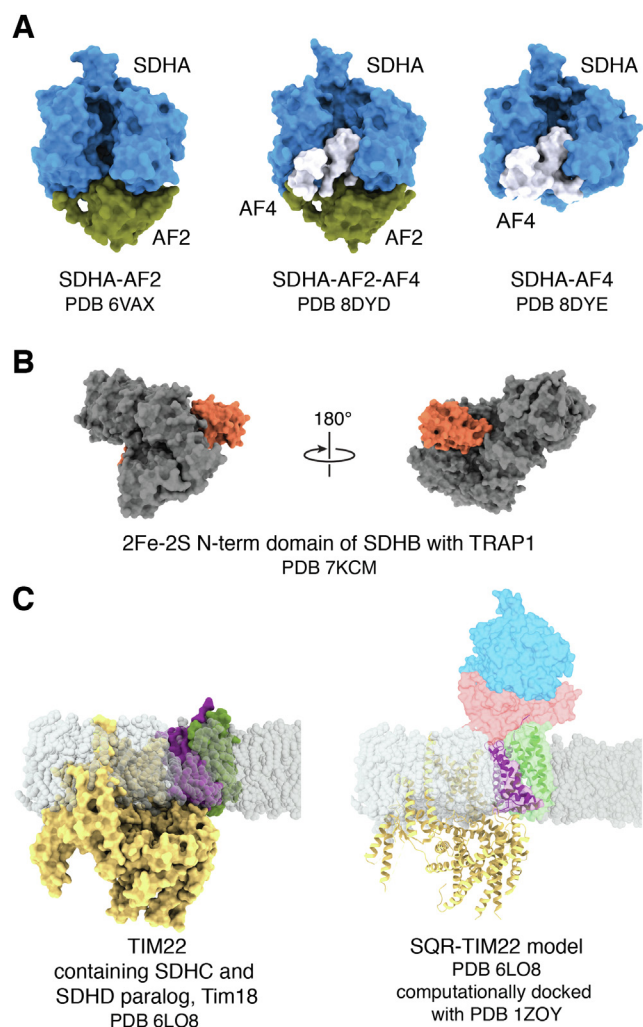 A
SDHA
SDHA
SDHA
AF2
AF4
AF2
AF4
SDHA-AF2
PDB 6VAX
SDHA-AF2-AF4
PDB 8DYD
SDHA-AF4
PDB 8DYE
B
180°
2Fe-2S N-term domain of SDHB with TRAP1
PDB 7KCM
C
TIM22
containing SDHC and
SDHD paralog, Tim18
PDB 6LO8
SQR-TIM22 model
PDB 6LO8
computationally docked
with PDB 1ZOY